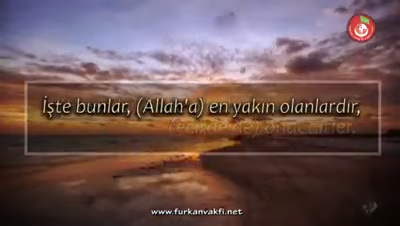 İşte bunlar, (Allah'a) en yakın olanlardır,
www.furkanvakfi.net